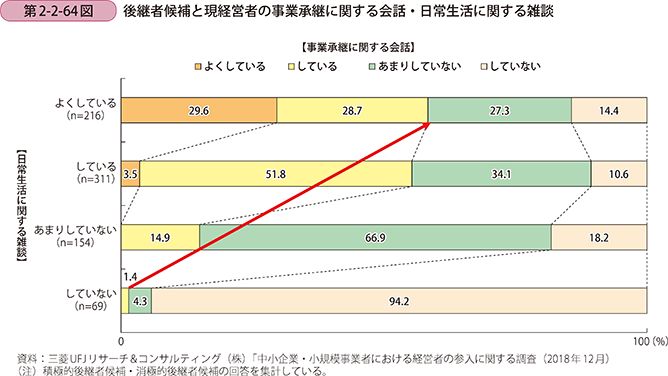 第2-2-64図 後継者候補と現経営者の事業承継に関する会話・日常生活に関する雑談
【事業承継に関する会話】
よくしている している あまりしていない していない
【日常生活に関する雑談】
よくしている
(n=216)
29.6 28.7 27.3 14.4
している
(n=311)
3.5 51.8 34.1 10.6
あまりしていない
(n=154)
14.9 66.9 18.2
していない
(n=69)
1.4
4.3 94.2
0 100 (%)
資料:三菱UFJリサーチ&コンサルティング(株)「中小企業・小規模事業者における経営者の参入に関する調査(2018年12月)
(注)積極的後継者候補・消極的後継者候補の回答を集計している。